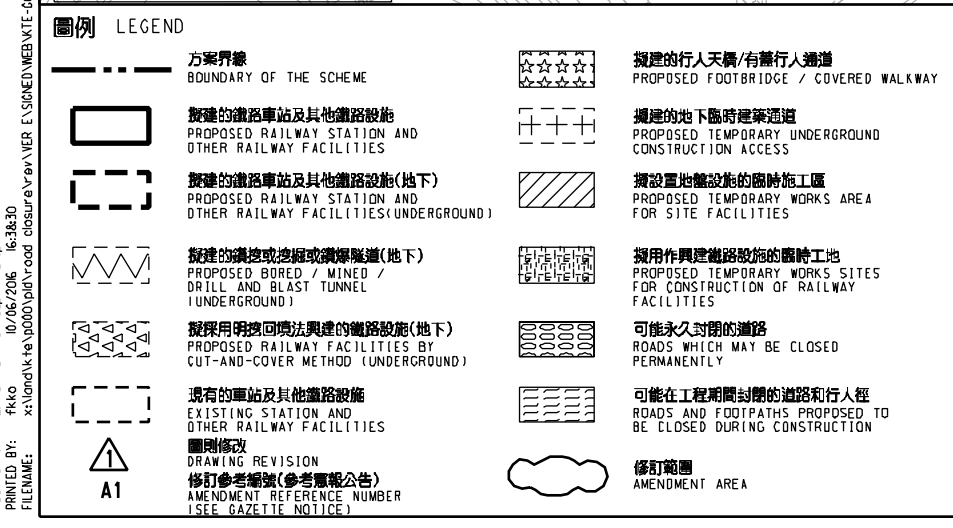 圖例 LEGEND
方案界線
BOUNDARY OF THE SCHEME
擬建的鐵路車站及其他鐵路設施
PROPOSED RAILWAY STATION AND
OTHER RAILWAY FACILITIES
擬建的鐵路車站及其他鐵路設施(地下)
PROPOSED RAILWAY STATION AND
OTHER RAILWAY FACILITIES(UNDERGROUND)
擬建的鑽挖或挖掘或鑽爆隧道(地下)
PROPOSED BORED / MINED /
DRILL AND BLAST TUNNEL
(UNDERGROUND)
擬採用明挖回填法興建的鐵路設施(地下)
PROPOSED RAILWAY FACILITIES BY
CUT-AND-COVER METHOD (UNDERGROUND)
現有的車站及其他鐵路設施
EXISTING STATION AND
OTHER RAILWAY FACILITIES
1
A1
圖則修改
DRAWING REVISION
修訂參考編號(參考憲報公告)
AMENDMENT REFERENCE NUMBER
(SEE GAZETTE NOTICE)
擬建的行人天橋/有蓋行人通道
PROPOSED FOOTBRIDGE / COVERED WALKWAY
擬建的地下臨時建築通道
PROPOSED TEMPORARY UNDERGROUND
CONSTRUCTION ACCESS
擬設置地盤設施的臨時施工區
PROPOSED TEMPORARY WORKS AREA
FOR SITE FACILITIES
擬用作興建鐵路設施的臨時工地
PROPOSED TEMPORARY WORKS SITES
FOR CONSTRUCTION OF RAILWAY
FACILITIES
可能永久封閉的道路
ROADS WHICH MAY BE CLOSED
PERMANENTLY
可能在工程期間封閉的道路和行人徑
ROADS AND FOOTPATHS PROPOSED TO
BE CLOSED DURING CONSTRUCTION
修訂範圍
AMENDMENT AREA
10/06/2016 16:38:30
PRINTED BY: fkko
FILENAME: x:\land\kte\p000\pld\road closure\rev\VER E\SIGNED\WEB\KTE-G